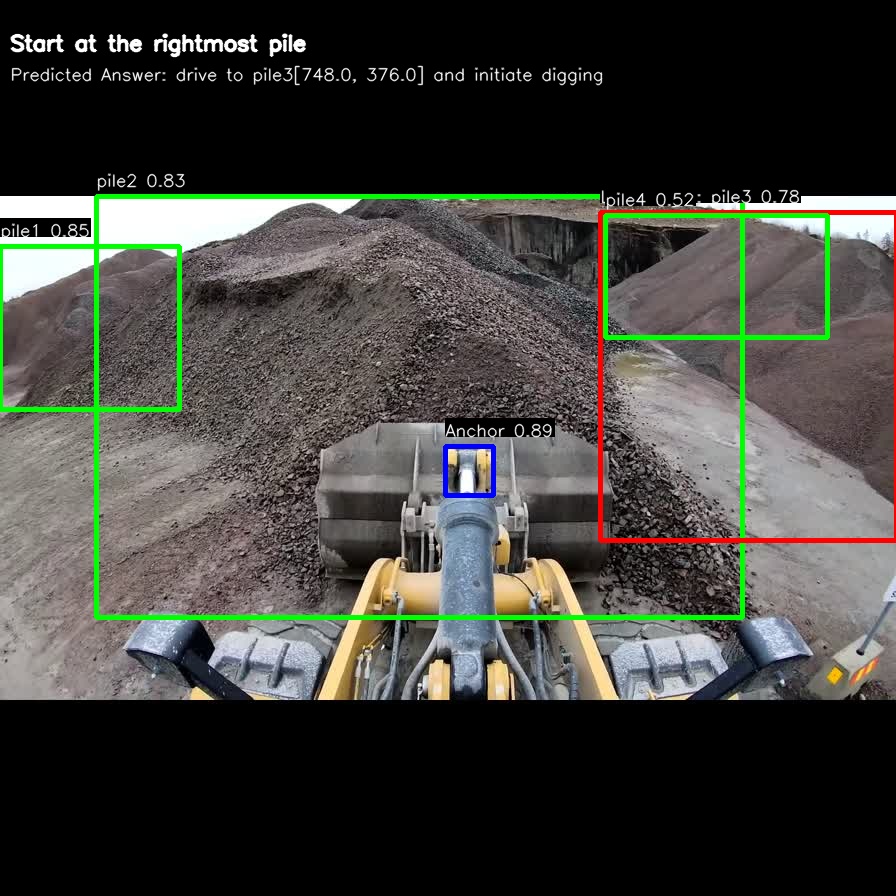 Start at the rightmost pile
Predicted Answer: drive to pile3[748.0, 376.0] and initiate digging
pile2 0.83
pile4 0.52: pile3 0.78
pile1 0.85
Anchor 0.89